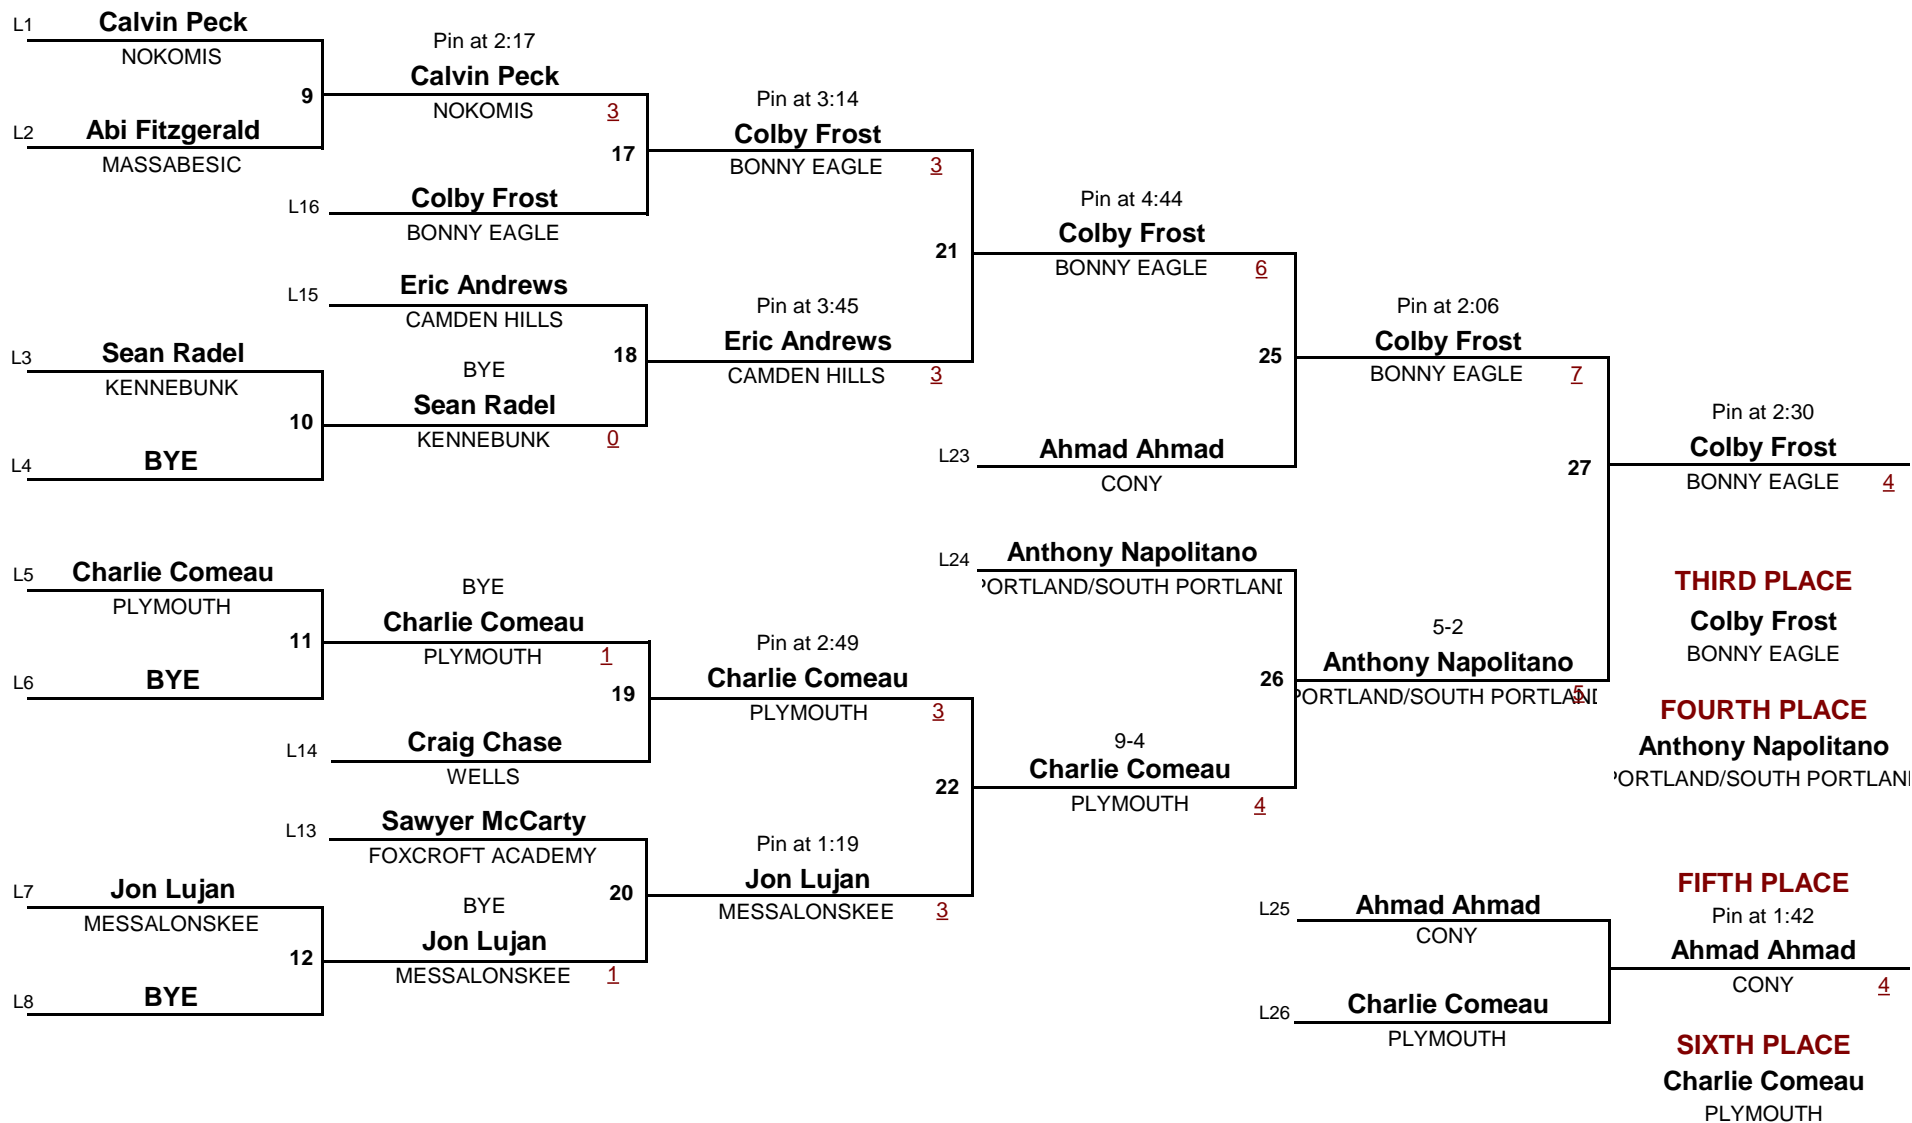 L1 Calvin Peck
NOKOMIS
9
L2 Abi Fitzgerald
MASSABESIC
Pin at 2:17
Calvin Peck
NOKOMIS 3
17
L16 Colby Frost
BONNY EAGLE
Pin at 3:14
Colby Frost
BONNY EAGLE 3
L15 Eric Andrews
CAMDEN HILLS
18
L3 Sean Radel
KENNEBUNK
10
L4 BYE
BYE
Sean Radel
KENNEBUNK 0
Pin at 3:45
Eric Andrews
CAMDEN HILLS 3
21
Pin at 4:44
Colby Frost
BONNY EAGLE 6
25
L23 Ahmad Ahmad
CONY
Pin at 2:06
Colby Frost
BONNY EAGLE 7
27
Pin at 2:30
Colby Frost
BONNY EAGLE 4
L5 Charlie Comeau
PLYMOUTH
11
L6 BYE
BYE
Charlie Comeau
PLYMOUTH 1
19
L14 Craig Chase
WELLS
Pin at 2:49
Charlie Comeau
PLYMOUTH 3
L13 Sawyer McCarty
FOXCROFT ACADEMY
20
L7 Jon Lujan
MESSALONSKEE
12
L8 BYE
BYE
Jon Lujan
MESSALONSKEE 1
Pin at 1:19
Jon Lujan
MESSALONSKEE 3
22
L24 Anthony Napolitano
PORTLAND/SOUTH PORTLAND
26
9-4
Charlie Comeau
PLYMOUTH 4
5-2
Anthony Napolitano
PORTLAND/SOUTH PORTLAND 5
THIRD PLACE
Colby Frost
BONNY EAGLE
FOURTH PLACE
Anthony Napolitano
PORTLAND/SOUTH PORTLAND
L25 Ahmad Ahmad
CONY
L26 Charlie Comeau
PLYMOUTH
FIFTH PLACE
Pin at 1:42
Ahmad Ahmad
CONY 4
SIXTH PLACE
Charlie Comeau
PLYMOUTH